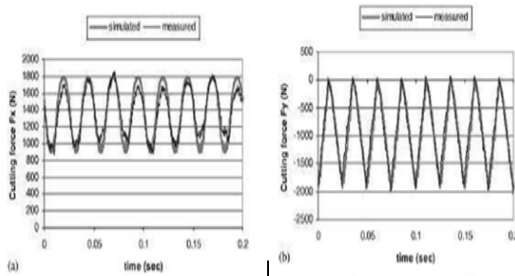 simulated measured
Cutting force Fx (N)
2000
1800
1600
1400
1200
1000
800
600
400
200
0
0 0.05 0.1 0.15 0.2
time (sec)
(a)
simulated measured
Cutting force Fy (N)
500
0
-500
-1000
-1500
-2000
-2500
0 0.05 0.1 0.15 0.2
time (sec)
(b)